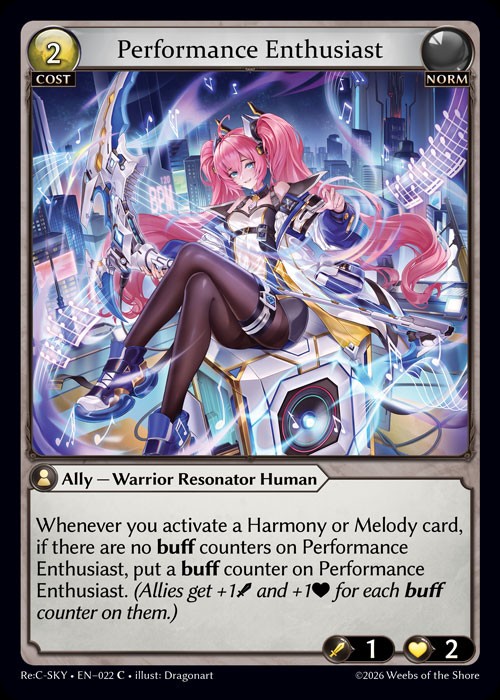 2
COST
Performance Enthusiast
NORM
Ally — Warrior Resonator Human
Whenever you activate a Harmony or Melody card,
if there are no buff counters on Performance
Enthusiast, put a buff counter on Performance
Enthusiast. (Allies get +1 and +1 for each buff
counter on them.)
1
2
Re:C-SKY • EN-022 C • illust: Dragonart
©2026 Weebs of the Shore